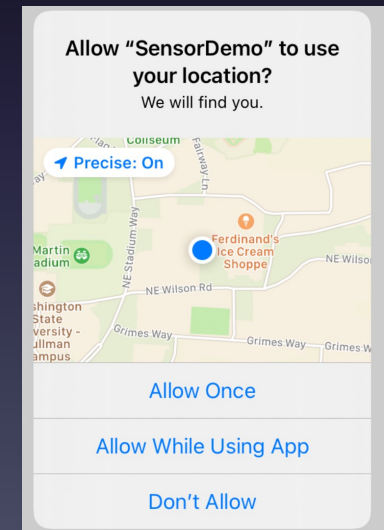 Allow “SensorDemo” to use
your location?
We will find you.
Coliseum
Fairway Ln.
Precise: On
NE Stadium Way
Ferdinand's
Ice Cream
Shoppe
Martin
adium
NE Wilso
NE Wilson Rd
shington
State
versity -
ullman
ampus
Grimes Way
Grimes Way
Grimes W
Allow Once
Allow While Using App
Don’t Allow